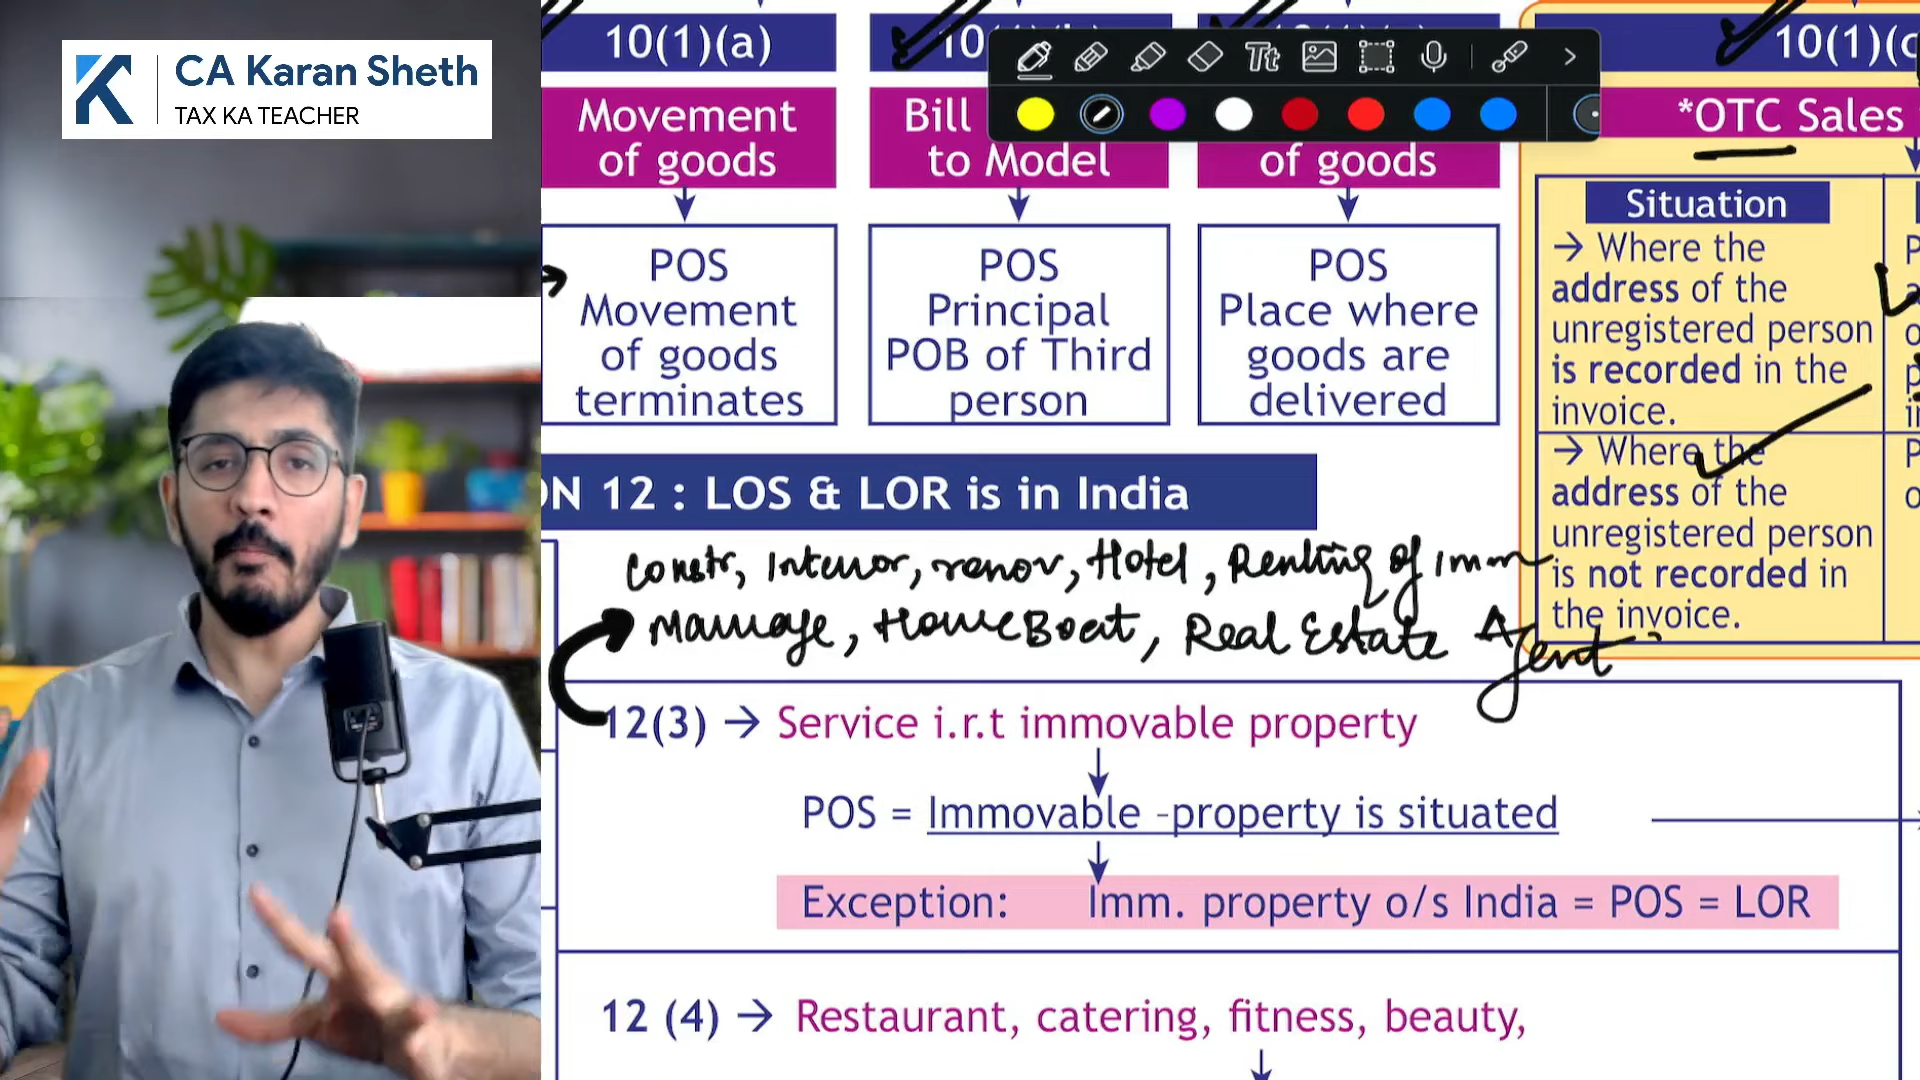 CA Karan Sheth
TAX KA TEACHER
10(1)(a)
Movement
of goods
POS
Movement
of goods
terminates
10
Bill
to Model
POS
Principal
POB of Third
person
Tt
of goods
POS
Place where
goods are
delivered
10(1)(c
*OTC Sales
Situation
→ Where the
address of the
unregistered person
is recorded in the
invoice.
→ Where the
address of the
unregistered person
is not recorded in
the invoice.
N 12 : LOS & LOR is in India
Constr, Interior, renov, Hotel, Renting of imm
Marriage, HouseBoat, Real Estate Agent
12(3) → Service i.r.t immovable property
POS = Immovable -property is situated
Exception: Imm. property o/s India = POS = LOR
12 (4) → Restaurant, catering, fitness, beauty,